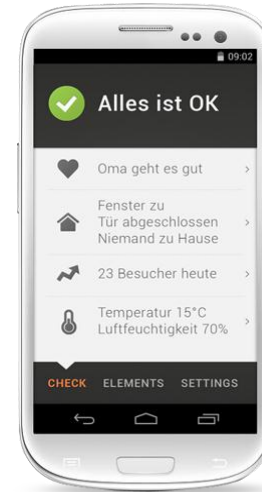 09:02
Alles ist OK
Oma geht es gut
Fenster zu
Tür abgeschlossen
Niemand zu Hause
23 Besucher heute
Temperatur 15°C
Luftfeuchtigkeit 70%
CHECK ELEMENTS SETTINGS